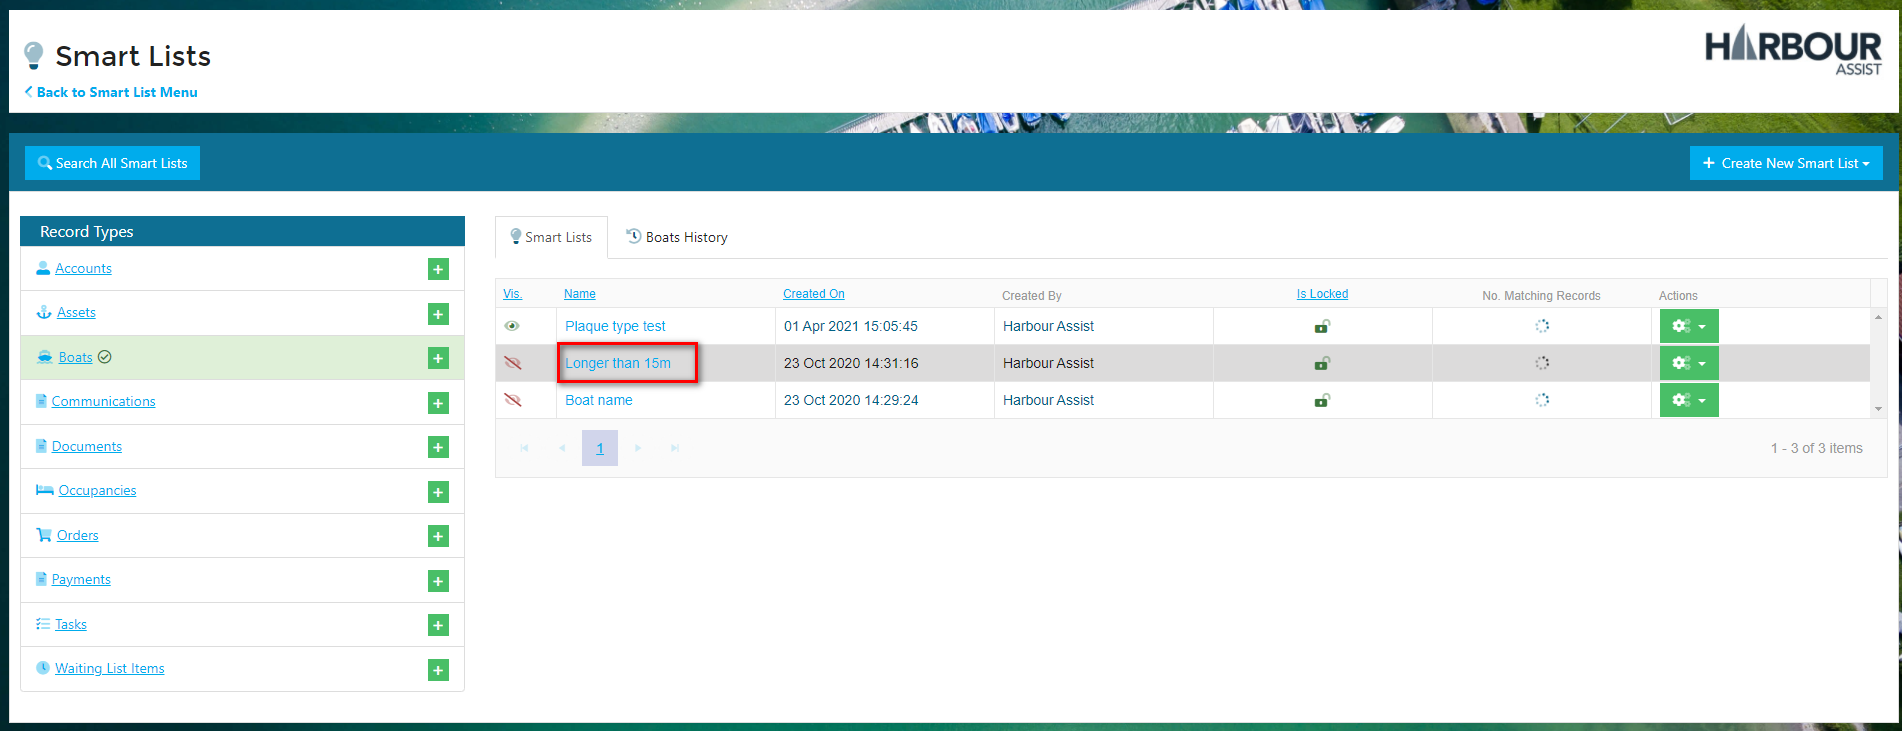 Smart Lists
HARBOUR
ASSIST
Back to Smart List Menu
Search All Smart Lists
Create New Smart List
Record Types
Accounts
Assets
Boats
Communications
Documents
Occupancies
Orders
Payments
Tasks
Waiting List Items
Smart Lists Boats History
Vis. Name Created On Created By Is Locked No. Matching Records Actions
Plaque type test 01 Apr 2021 15:05:45 Harbour Assist
Longer than 15m 23 Oct 2020 14:31:16 Harbour Assist
Boat name 23 Oct 2020 14:29:24 Harbour Assist
1 1 - 3 of 3 items